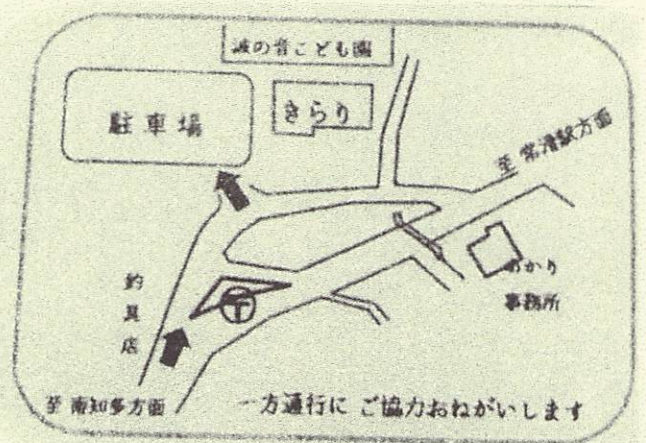 誠の音こども園
きらり
駐車場
至 常滑駅方面
あかり
事務所
釣具店
〒
至 南知多方面
一方通行に ご協力おねがいします